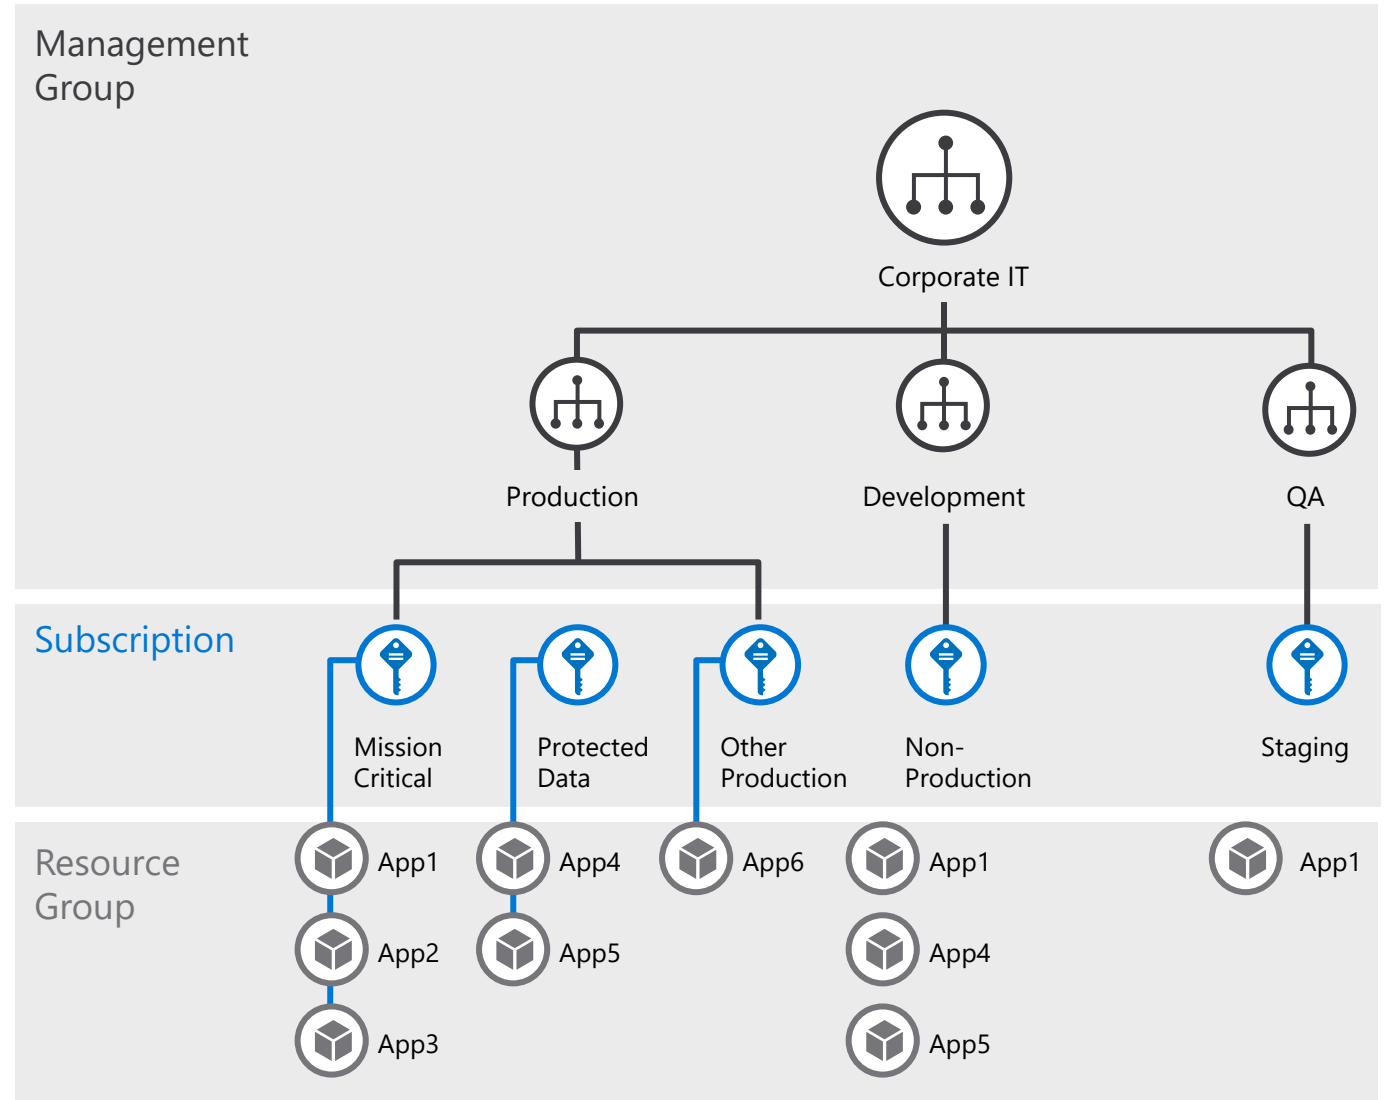 Management
Group
Corporate IT
Production
Development
QA
Subscription
Mission
Critical
Protected
Data
Other
Production
Non-
Production
Staging
Resource
Group
App1
App4
App6
App1
App1
App2
App5
App4
App3
App5